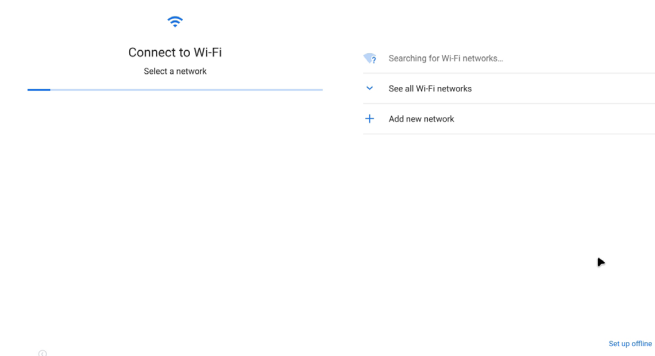 Connect to Wi-Fi
Select a network
Searching for Wi-Fi networks…
See all Wi-Fi networks
Add new network
Set up offline